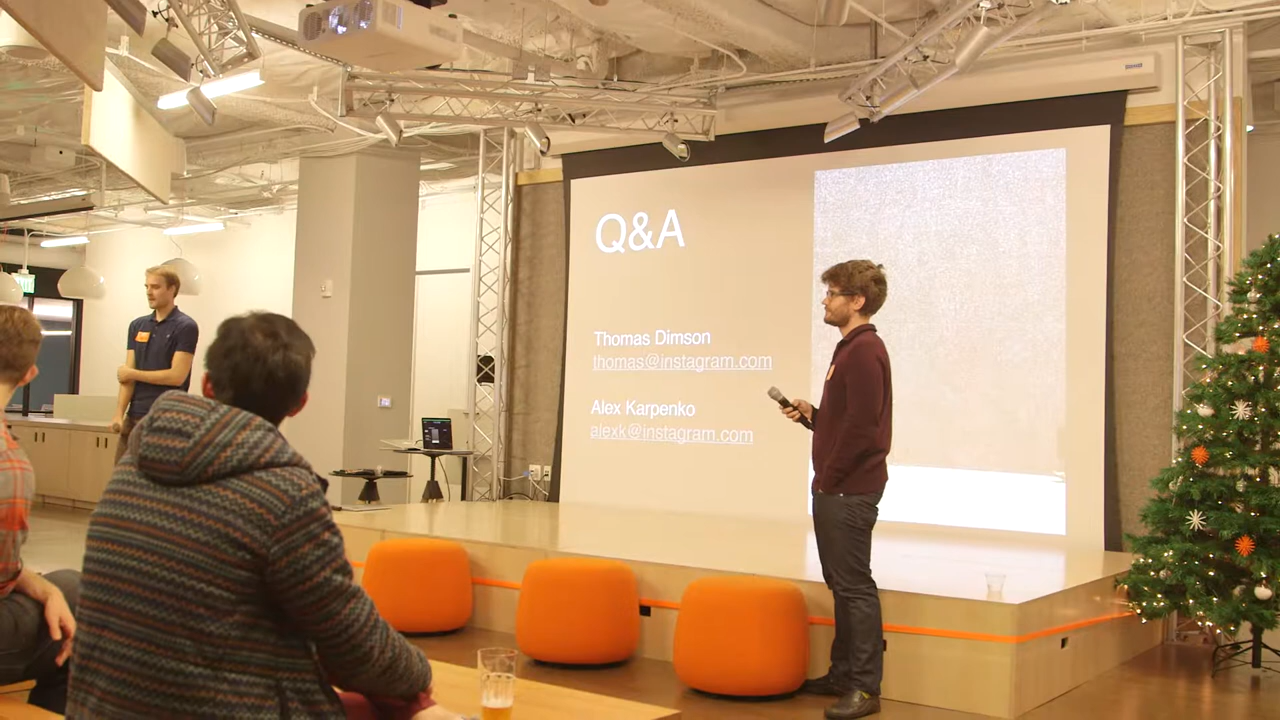 Q&A
Thomas Dimson
thomas@instagram.com
Alex Karpenko
alexk@instagram.com